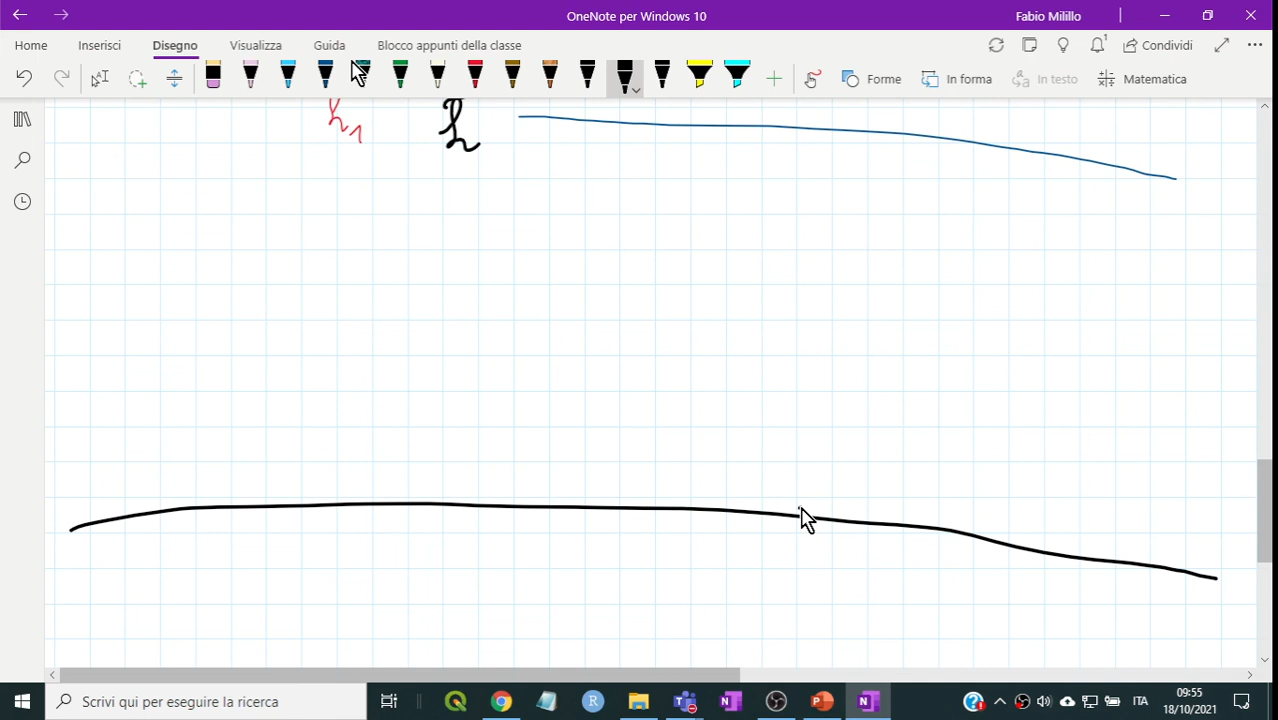 OneNote per Windows 10
Fabio Milillo
Home Inserisci Disegno Visualizza Guida Blocco appunti della classe Condividi
Forme In forma In testo Matematica
h1 h
Scrivi qui per eseguire la ricerca
ITA
09:55
18/10/2021